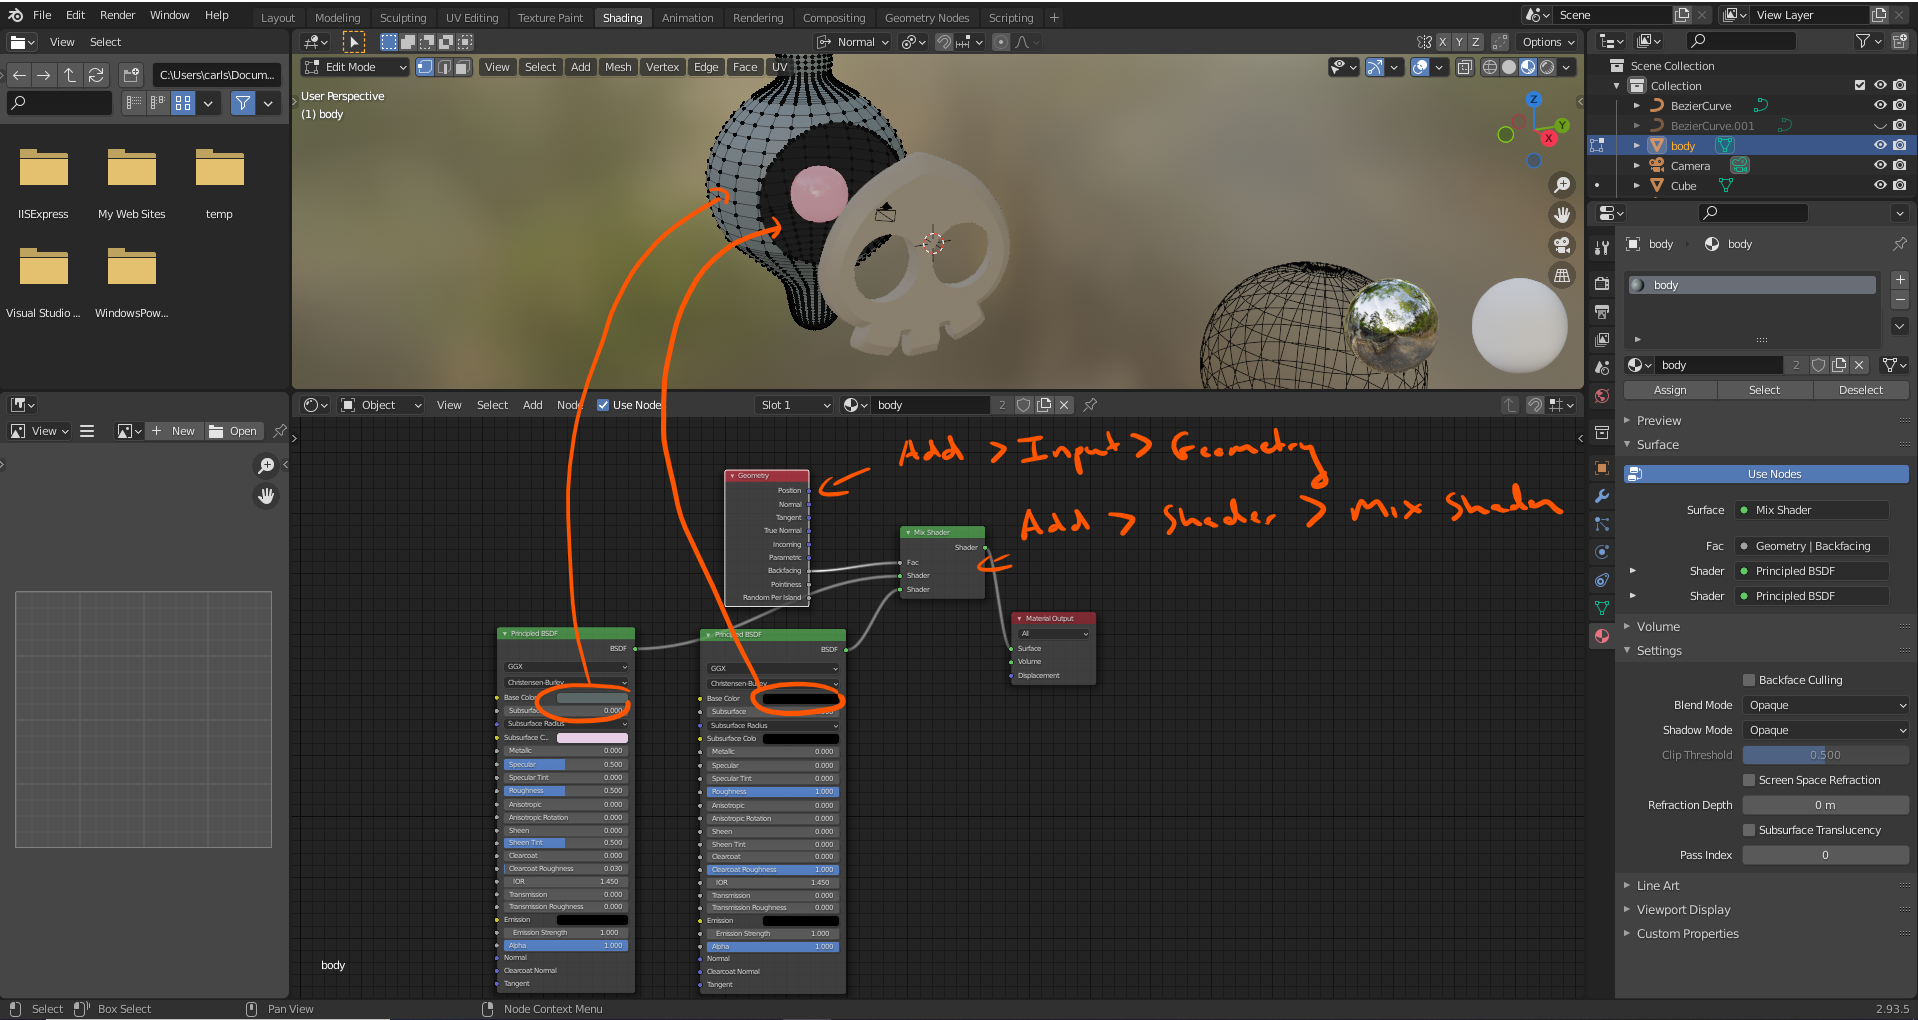 File Edit Render Window Help Layout Modeling Sculpting UV Editing Texture Paint Shading Animation Rendering Compositing Geometry Nodes Scripting + Scene View Layer
View Select
Normal
X Y Z Options
C:\Users\carls\Docum...
Edit Mode View Select Add Mesh Vertex Edge Face UV
User Perspective
(1) body
Z
Y
X
IISExpress My Web Sites temp
Visual Studio ... WindowsPow...
Scene Collection
Collection
BezierCurve
BezierCurve.001
body
Camera
Cube
body body
body
body 2
Assign Select Deselect
Preview
Surface
Use Nodes
Surface Mix Shader
Fac Geometry | Backfacing
Shader Principled BSDF
Shader Principled BSDF
Volume
Settings
Backface Culling
Blend Mode Opaque
Shadow Mode Opaque
Clip Threshold 0.500
Screen Space Refraction
Refraction Depth 0 m
Subsurface Translucency
Pass Index 0
Line Art
Viewport Display
Custom Properties
View New Open
Object View Select Add Node Use Node Slot 1 body 2
Add > Input > Geometry
Add > Shader > Mix Shader
Geometry
Position
Normal
Tangent
True Normal
Incoming
Parametric
Backfacing
Pointiness
Random Per Island
Mix Shader
Shader
Fac
Shader
Shader
Material Output
All
Surface
Volume
Displacement
Principled BSDF
BSDF
GGX
Christensen-Burley
Base Color
Subsurfac 0.000
Subsurface Radius
Subsurface C...
Metallic 0.000
Specular 0.500
Specular Tint 0.000
Roughness 0.500
Anisotropic 0.000
Anisotropic Rotation 0.000
Sheen 0.000
Sheen Tint 0.500
Clearcoat 0.000
Clearcoat Roughness 0.030
IOR 1.450
Transmission 0.000
Transmission Roughness 0.000
Emission
Emission Strength 1.000
Alpha 1.000
Normal
Clearcoat Normal
Tangent
Principled BSDF
BSDF
GGX
Christensen-Burley
Base Color
Subsurface
Subsurface Radius
Subsurface Colo
Metallic 0.000
Specular 0.000
Specular Tint 0.000
Roughness 1.000
Anisotropic 0.000
Anisotropic Rotation 0.000
Sheen 0.000
Sheen Tint 0.000
Clearcoat 0.000
Clearcoat Roughness 1.000
IOR 1.450
Transmission 0.000
Transmission Roughness 0.000
Emission
Emission Strength 1.000
Alpha 1.000
Normal
Clearcoat Normal
Tangent
body
Select Box Select Pan View Node Context Menu 2.93.5